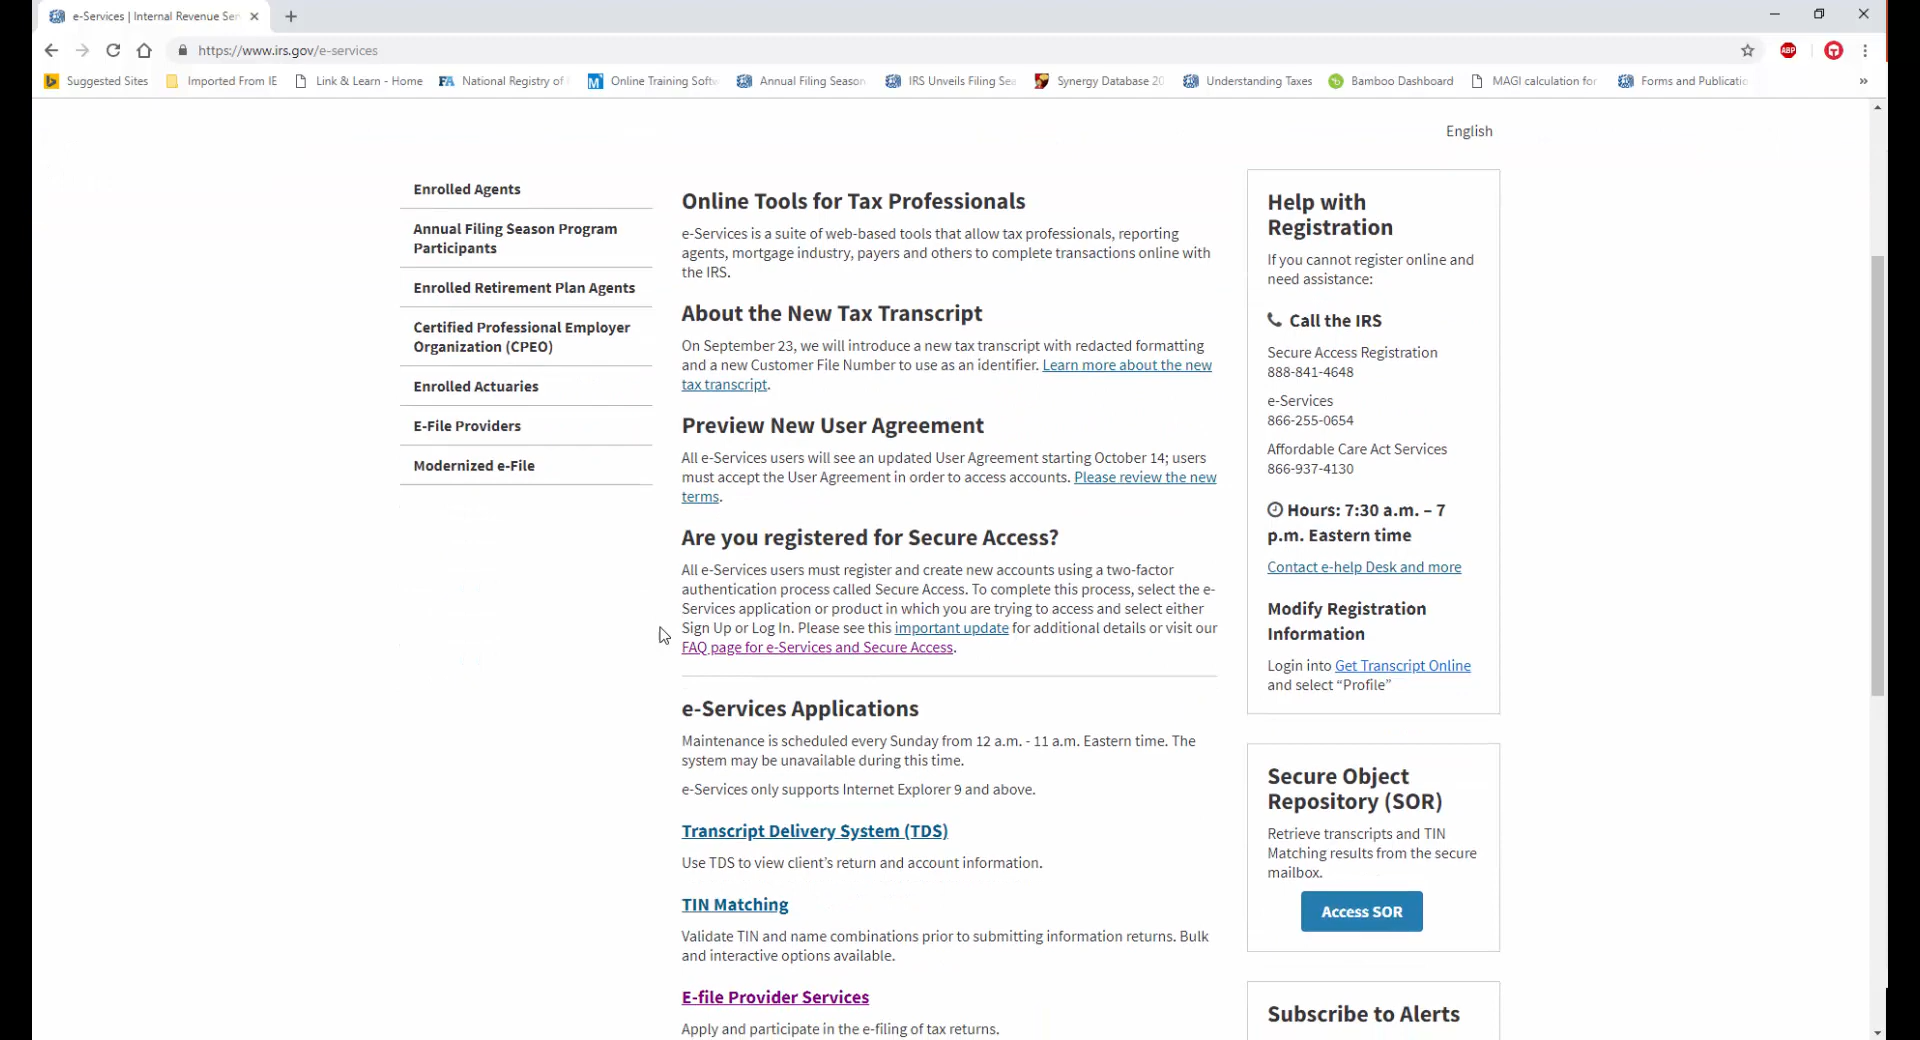 e-Services | Internal Revenue Ser
https://www.irs.gov/e-services
Suggested Sites
Imported From IE
Link & Learn - Home
FA National Registry of
M Online Training Softw
Annual Filing Season
IRS Unveils Filing Sea
Synergy Database 20
Understanding Taxes
Bamboo Dashboard
MAGI calculation for
Forms and Publicatio
ABP
English
Enrolled Agents
Annual Filing Season Program
Participants
Enrolled Retirement Plan Agents
Certified Professional Employer
Organization (CPEO)
Enrolled Actuaries
E-File Providers
Modernized e-File
Online Tools for Tax Professionals
e-Services is a suite of web-based tools that allow tax professionals, reporting
agents, mortgage industry, payers and others to complete transactions online with
the IRS.
About the New Tax Transcript
On September 23, we will introduce a new tax transcript with redacted formatting
and a new Customer File Number to use as an identifier. Learn more about the new
tax transcript.
Preview New User Agreement
All e-Services users will see an updated User Agreement starting October 14; users
must accept the User Agreement in order to access accounts. Please review the new
terms.
Are you registered for Secure Access?
All e-Services users must register and create new accounts using a two-factor
authentication process called Secure Access. To complete this process, select the e-
Services application or product in which you are trying to access and select either
Sign Up or Log In. Please see this important update for additional details or visit our
FAQ page for e-Services and Secure Access.
e-Services Applications
Maintenance is scheduled every Sunday from 12 a.m. - 11 a.m. Eastern time. The
system may be unavailable during this time.
e-Services only supports Internet Explorer 9 and above.
Transcript Delivery System (TDS)
Use TDS to view client's return and account information.
TIN Matching
Validate TIN and name combinations prior to submitting information returns. Bulk
and interactive options available.
E-file Provider Services
Apply and participate in the e-filing of tax returns.
Help with
Registration
If you cannot register online and
need assistance:
Call the IRS
Secure Access Registration
888-841-4648
e-Services
866-255-0654
Affordable Care Act Services
866-937-4130
Hours: 7:30 a.m. – 7
p.m. Eastern time
Contact e-help Desk and more
Modify Registration
Information
Login into Get Transcript Online
and select “Profile”
Secure Object
Repository (SOR)
Retrieve transcripts and TIN
Matching results from the secure
mailbox.
Access SOR
Subscribe to Alerts